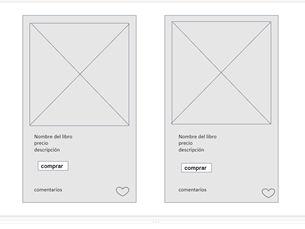 Nombre del libro
precio
descripción
comprar
comentarios
Nombre del libro
precio
descripción
comprar
comentarios